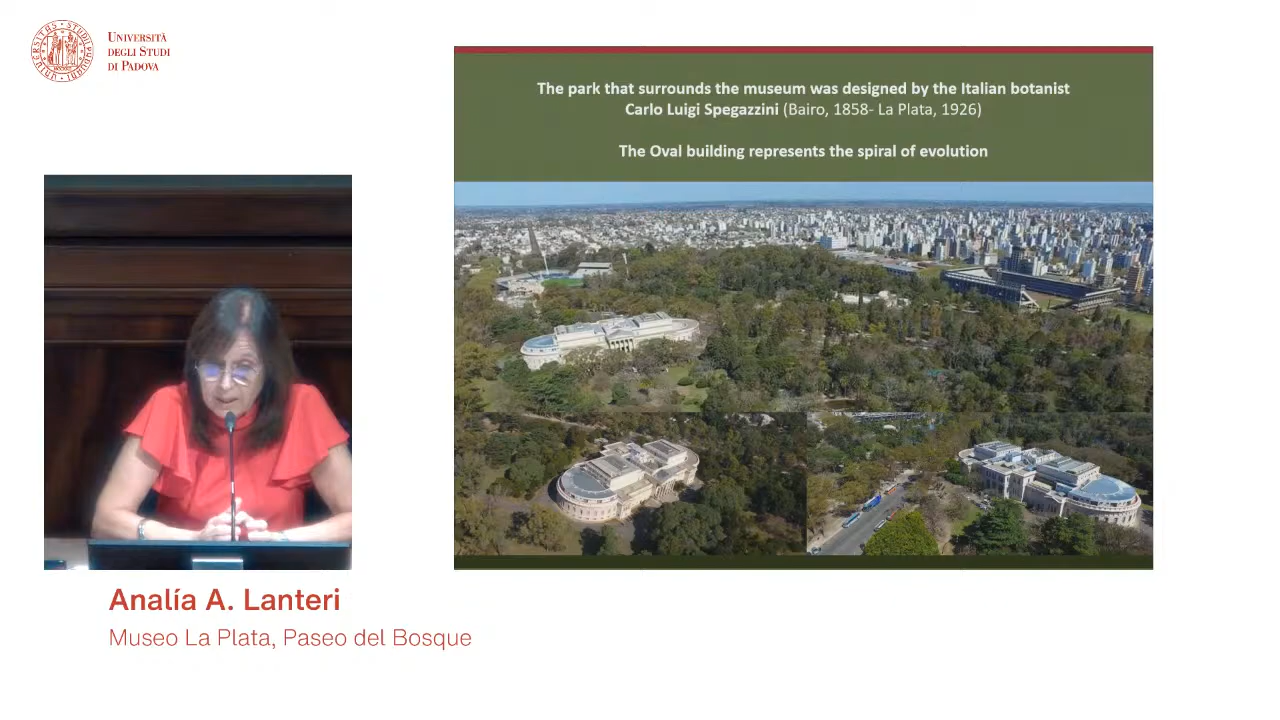 UNIVERSITÀ
DEGLI STUDI
DI PADOVA
The park that surrounds the museum was designed by the Italian botanist
Carlo Luigi Spegazzini (Bairo, 1858- La Plata, 1926)
The Oval building represents the spiral of evolution
Analía A. Lanteri
Museo La Plata, Paseo del Bosque